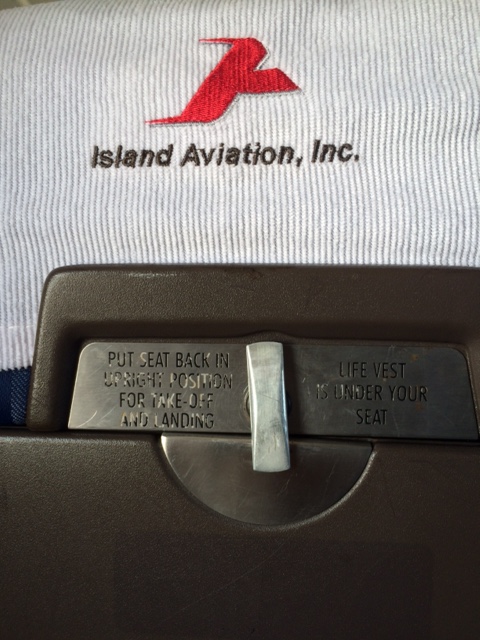 Island Aviation, Inc.
PUT SEAT BACK IN
UPRIGHT POSITION
FOR TAKE-OFF
AND LANDING
LIFE VEST
IS UNDER YOUR
SEAT